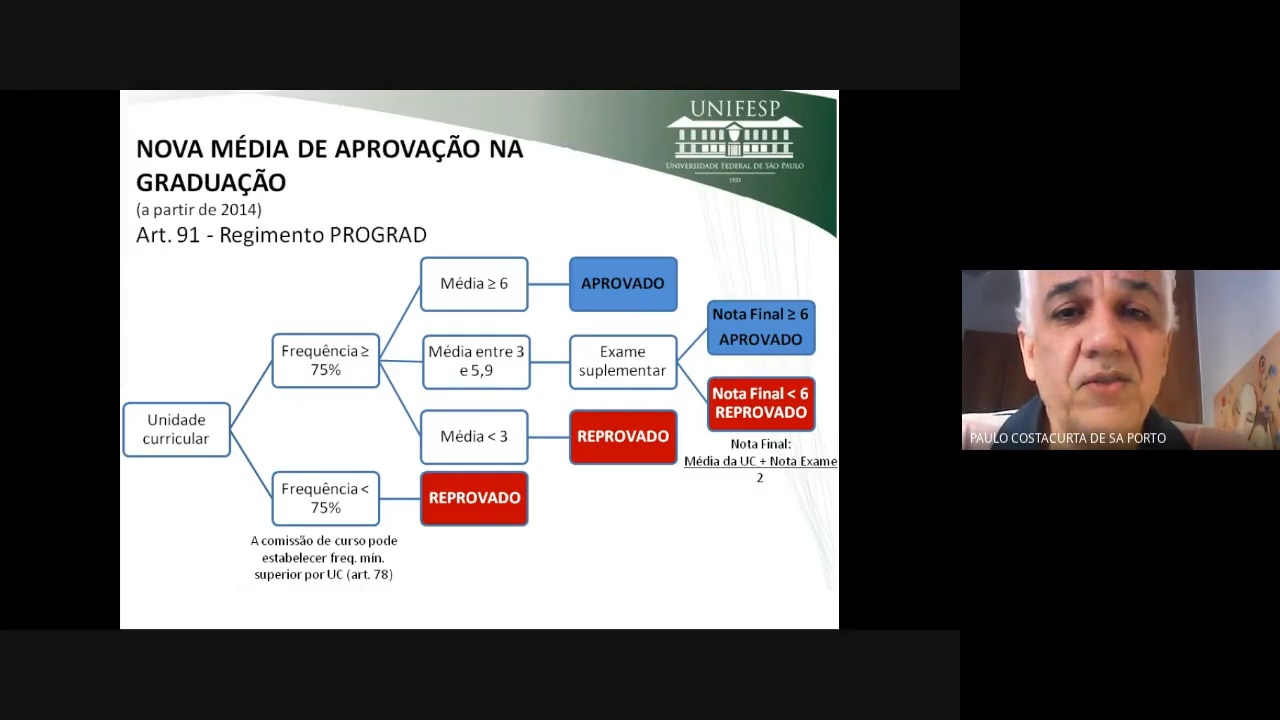 UNIFESP
UNIVERSIDADE FEDERAL DE SÃO PAULO
1933
NOVA MÉDIA DE APROVAÇÃO NA
GRADUAÇÃO
(a partir de 2014)
Art. 91 - Regimento PROGRAD
Média ≥ 6
APROVADO
Nota Final ≥ 6
APROVADO
Frequência ≥
75%
Média entre 3
e 5,9
Exame
suplementar
Nota Final < 6
REPROVADO
Unidade
curricular
Média < 3
REPROVADO
Nota Final:
Média da UC + Nota Exame
2
Frequência <
75%
REPROVADO
A comissão de curso pode
estabelecer freq. mín.
superior por UC (art. 78)
PAULO COSTACURTA DE SA PORTO